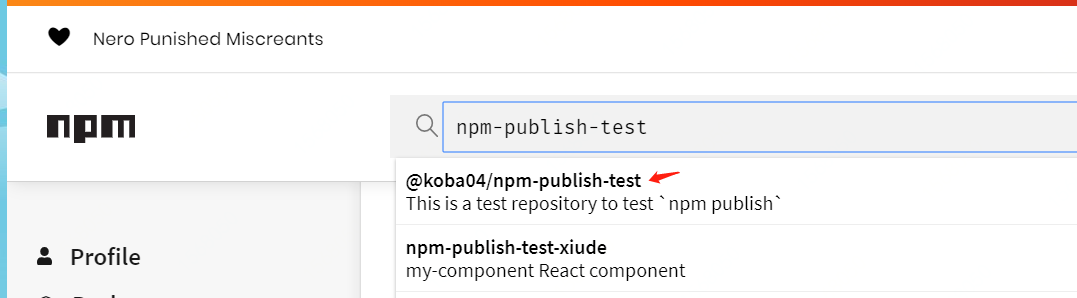 Nero Punished Miscreants
npm
npm-publish-test
@koba04/npm-publish-test
This is a test repository to test `npm publish`
npm-publish-test-xiude
my-component React component
Profile